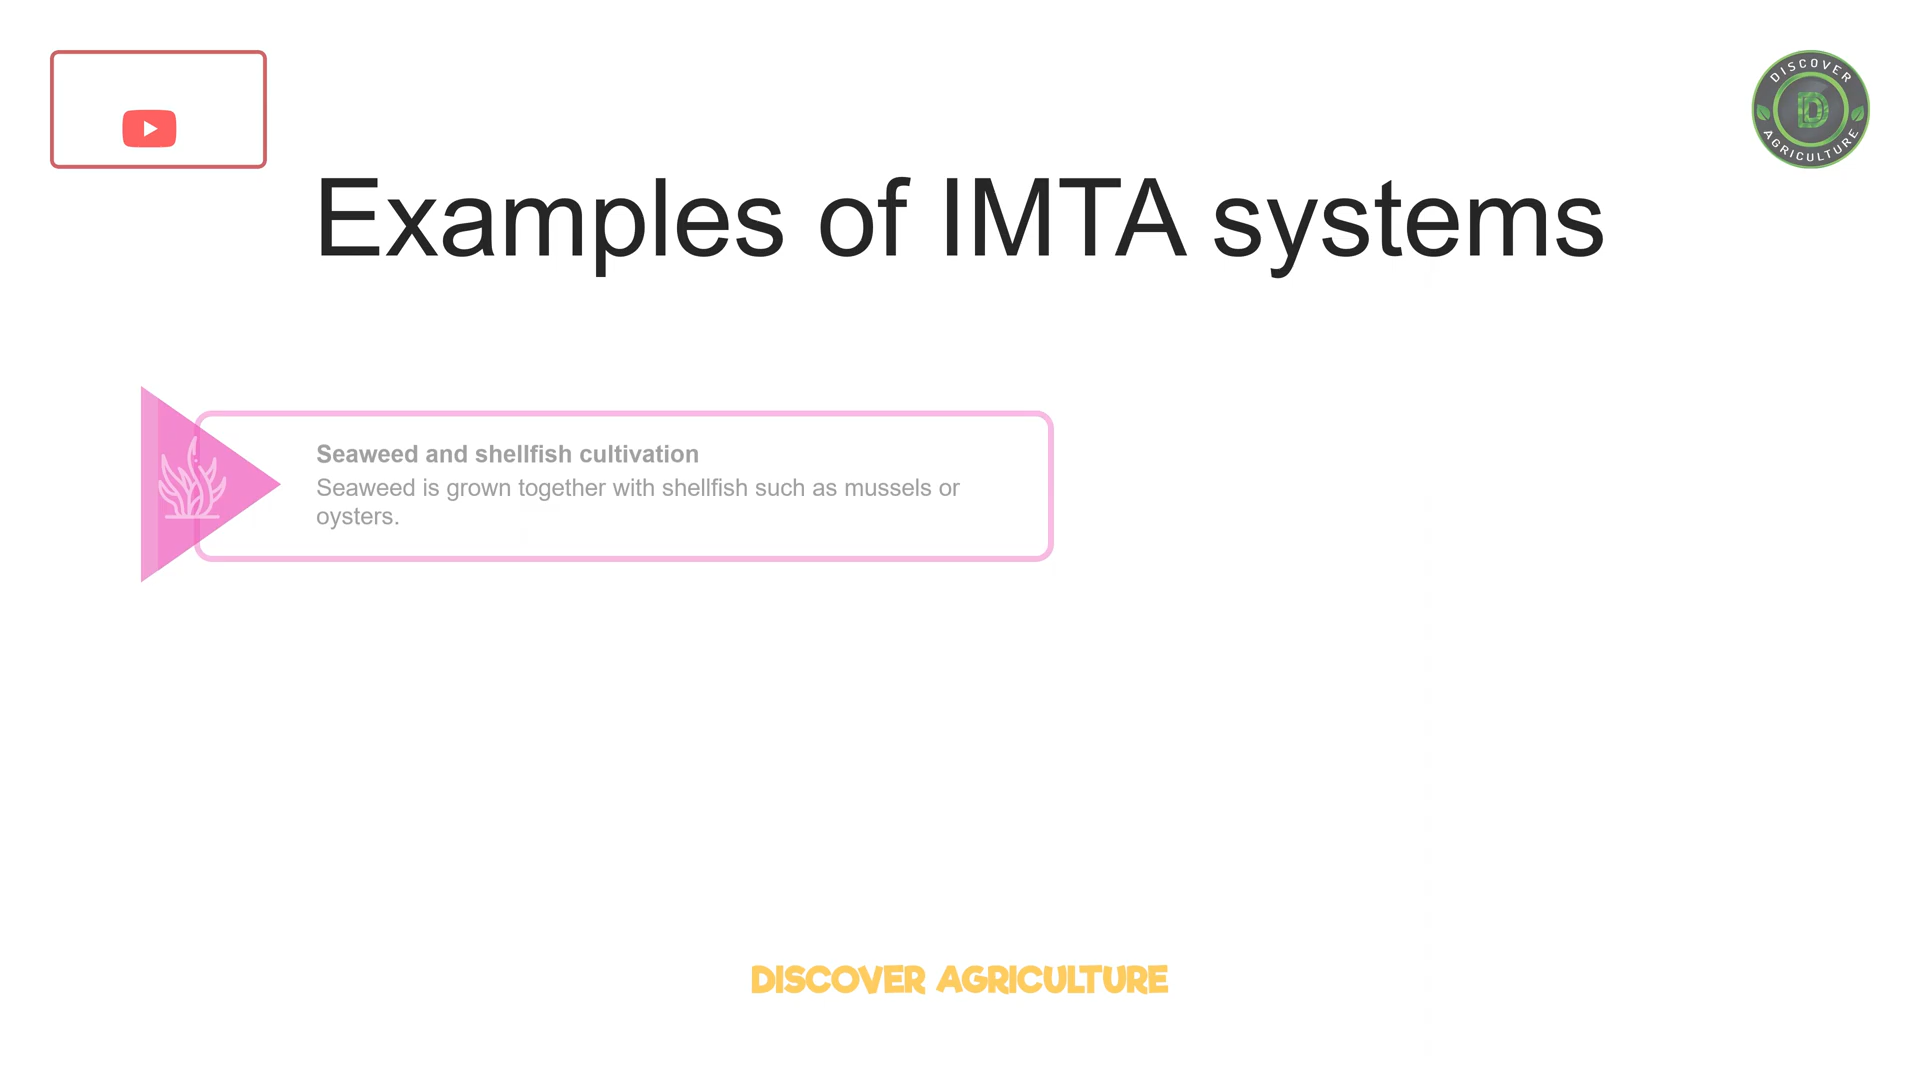 DISCOVER
D
AGRICULTURE
Examples of IMTA systems
Seaweed and shellfish cultivation
Seaweed is grown together with shellfish such as mussels or
oysters.
DISCOVER AGRICULTURE